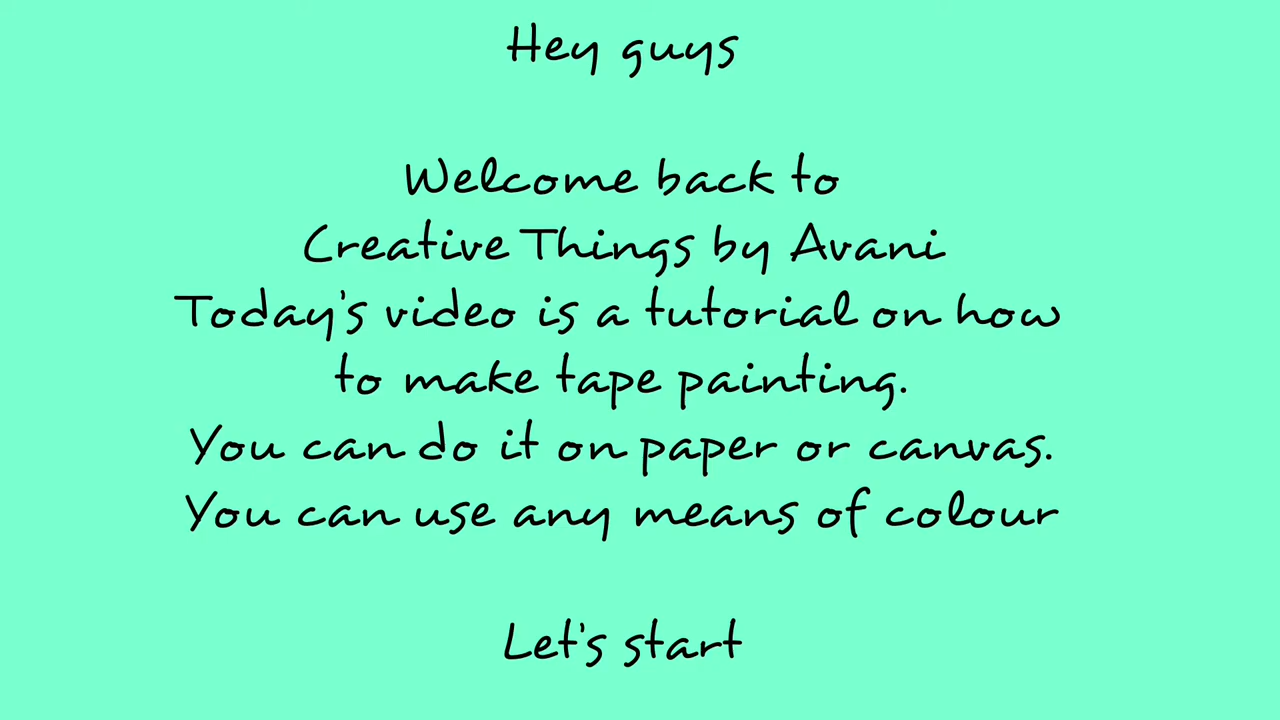 Hey guys
Welcome back to
Creative Things by Avani
Today's video is a tutorial on how
to make tape painting.
You can do it on paper or canvas.
You can use any means of colour
Let's start